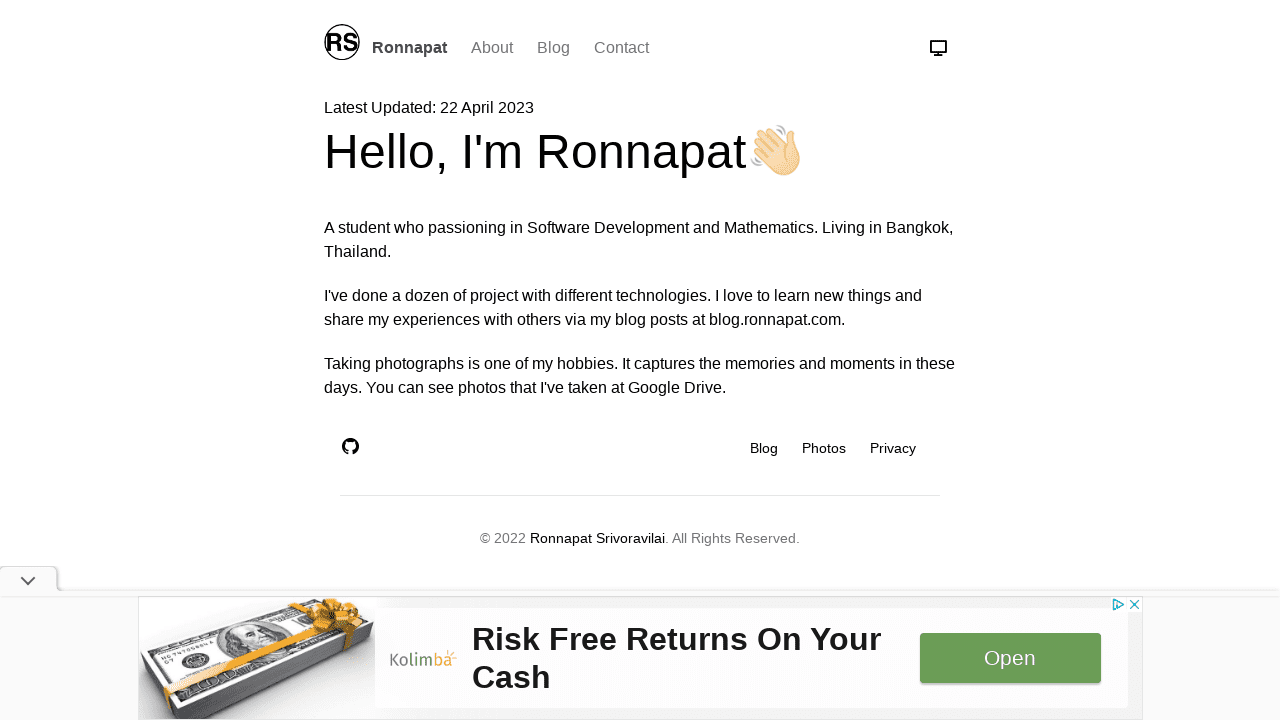 RS
Ronnapat About Blog Contact
Latest Updated: 22 April 2023
Hello, I'm Ronnapat👋🏻
A student who passioning in Software Development and Mathematics. Living in Bangkok,
Thailand.
I've done a dozen of project with different technologies. I love to learn new things and
share my experiences with others via my blog posts at blog.ronnapat.com.
Taking photographs is one of my hobbies. It captures the memories and moments in these
days. You can see photos that I've taken at Google Drive.
Blog Photos Privacy
© 2022 Ronnapat Srivoravilai. All Rights Reserved.
Kolimba
Risk Free Returns On Your
Cash
Open